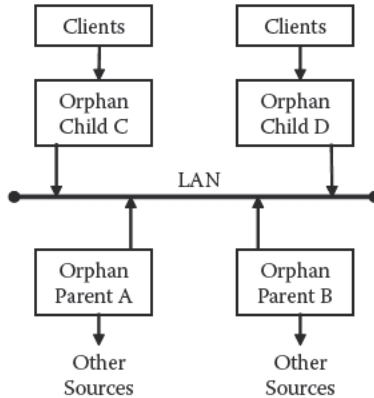 Clients
Clients
Orphan
Child C
Orphan
Child D
LAN
Orphan
Parent A
Orphan
Parent B
Other
Sources
Other
Sources